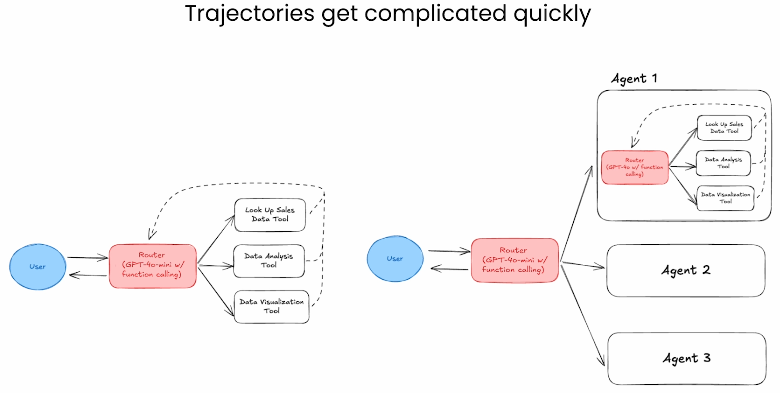 Trajectories get complicated quickly
User
Router
(GPT-4o-mini w/
function calling)
Look Up Sales
Data Tool
Data Analysis
Tool
Data Visualization
Tool
User
Router
(GPT-4o-mini w/
function calling)
Agent 1
Router
(GPT-4o w/ function
calling)
Look Up Sales
Data Tool
Data Analysis
Tool
Data Visualization
Tool
Agent 2
Agent 3